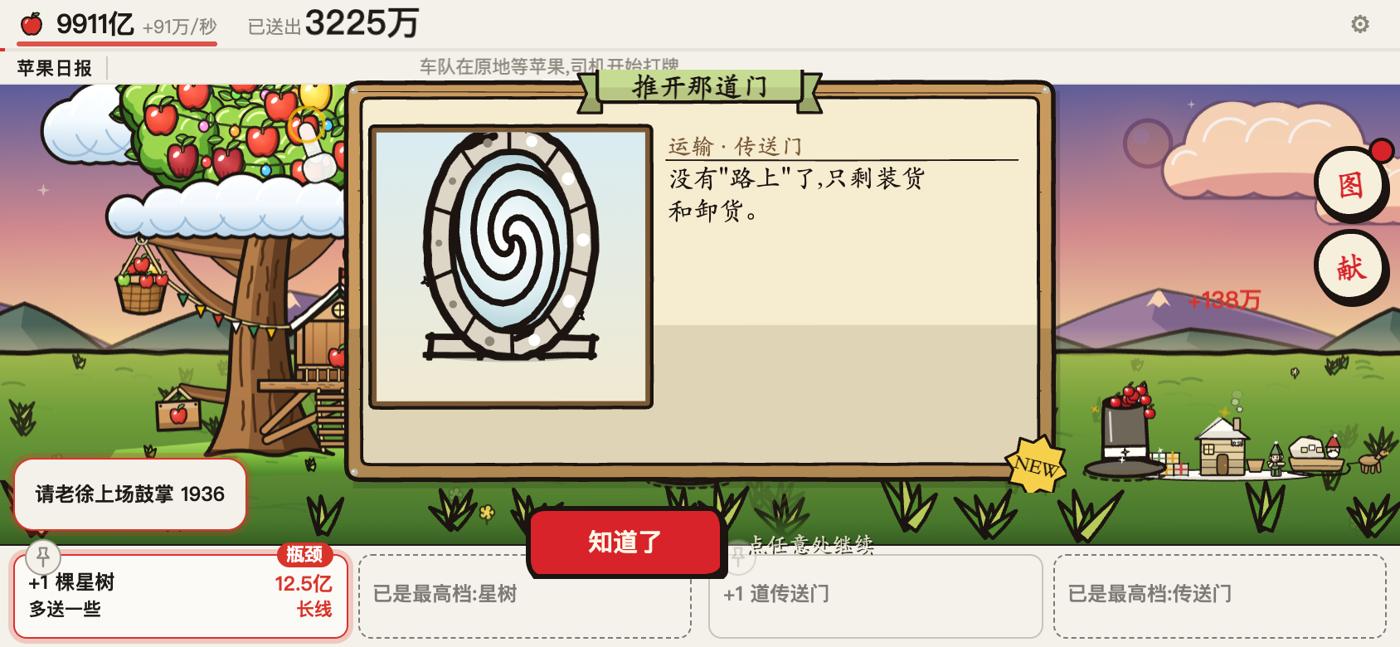 9911亿 +91万/秒 已送出3225万
苹果日报
车队在原地等苹果,司机开始打牌
推开那道门
运输·传送门
没有"路上"了,只剩装货
和卸货。
图
献
+138万
NEW
请老徐上场鼓掌 1936
知道了
点任意处继续
瓶颈
+1 棵星树 12.5亿
多送一些 长线
已是最高档:星树
+1 道传送门
已是最高档:传送门